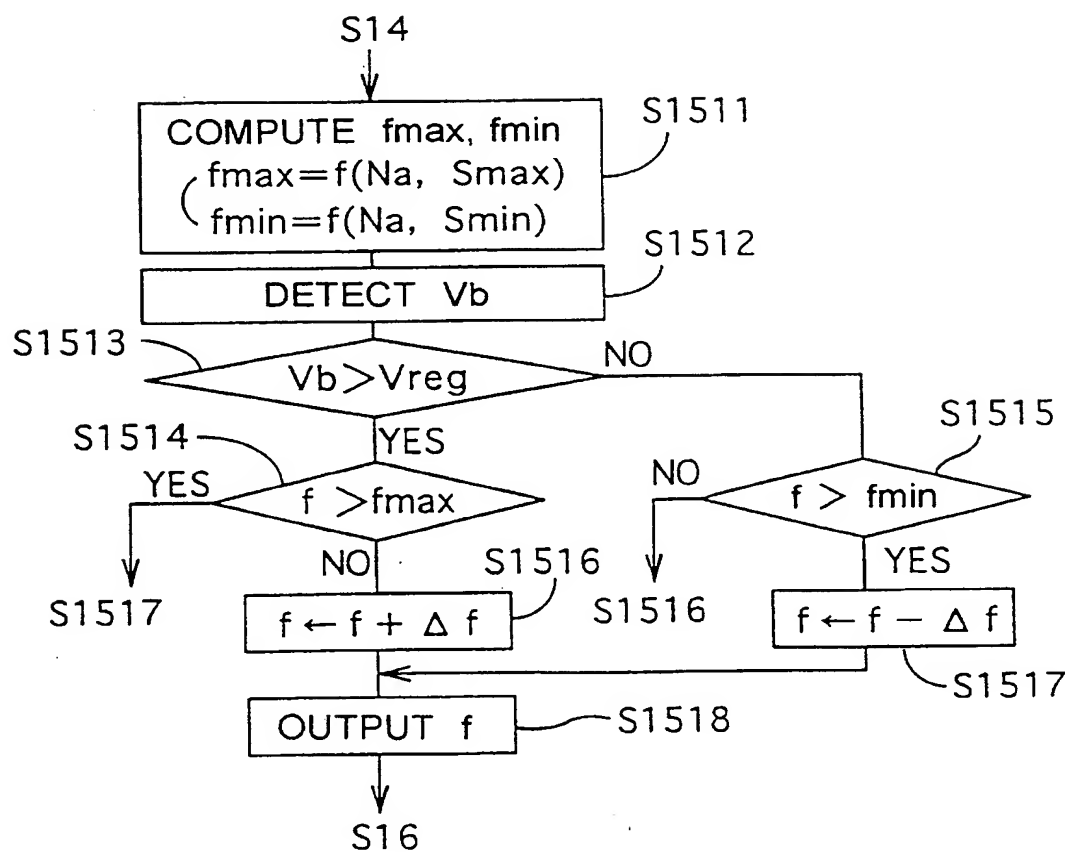 S14
S1511
COMPUTE fmax, fmin
fmax=f(Na, Smax)
fmin=f(Na, Smin)
S1512
DETECT Vb
S1513
Vb>Vreg
NO
S1514
YES
S1515
YES
f >fmax
NO
f > fmin
NO
S1516
YES
S1517
f ← f + Δ f
S1516
f ← f − Δ f
S1517
OUTPUT f
S1518
S16